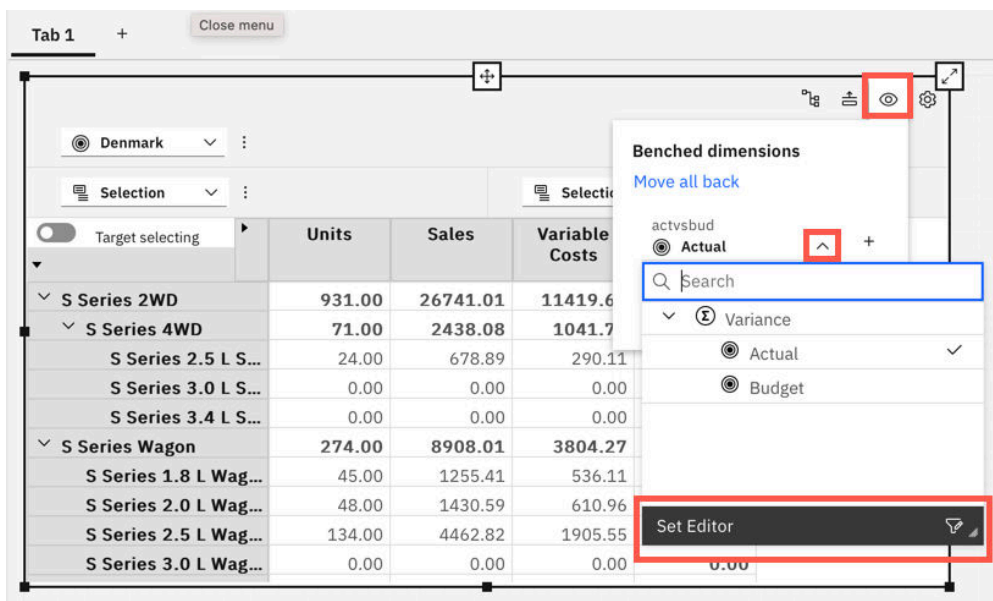 Tab 1 + Close menu
Denmark
Benched dimensions
Move all back
Selection
actvsbud
Actual +
Target selecting
Units Sales Variable Costs
Search
Variance
Actual
Budget
S Series 2WD 931.00 26741.01
S Series 4WD 71.00 2438.08
S Series 2.5 L S... 24.00 678.89 290.11
S Series 3.0 L S... 0.00 0.00 0.00
S Series 3.4 L S... 0.00 0.00 0.00
S Series Wagon 274.00 8908.01 3804.27
S Series 1.8 L Wag... 45.00 1255.41 536.11
S Series 2.0 L Wag... 48.00 1430.59 610.96
S Series 2.5 L Wag... 134.00 4462.82 1905.55
S Series 3.0 L Wag... 0.00 0.00 0.00 0.00
Set Editor